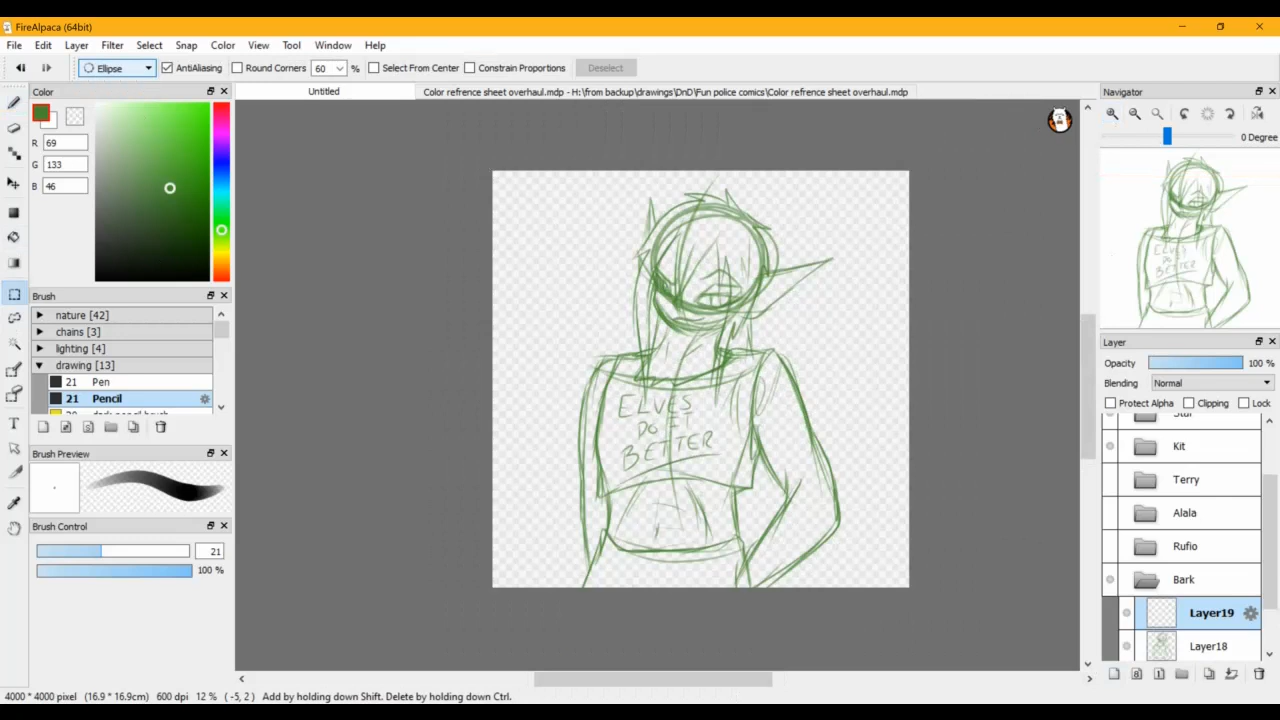 FireAlpaca (64bit)
File Edit Layer Filter Select Snap Color View Tool Window Help
Ellipse AntiAliasing Round Corners 60 % Select From Center Constrain Proportions Deselect
Color
Untitled
Color refrence sheet overhaul.mdp - H:\from backup\drawings\DnD\Fun police comics\Color refrence sheet overhaul.mdp
Navigator
R 69
G 133
B 46
0 Degree
Brush
nature [42]
chains [3]
lighting [4]
drawing [13]
21 Pen
21 Pencil
Brush Preview
Brush Control
21
100 %
ELVES
DO ET
BETTER
ELVES
BETTER
Layer
Opacity 100 %
Blending Normal
Protect Alpha Clipping Lock
Kit
Terry
Alala
Rufio
Bark
Layer19
Layer18
4000 * 4000 pixel (16.9 * 16.9cm) 600 dpi 12 % ( -5, 2 ) Add by holding down Shift. Delete by holding down Ctrl.